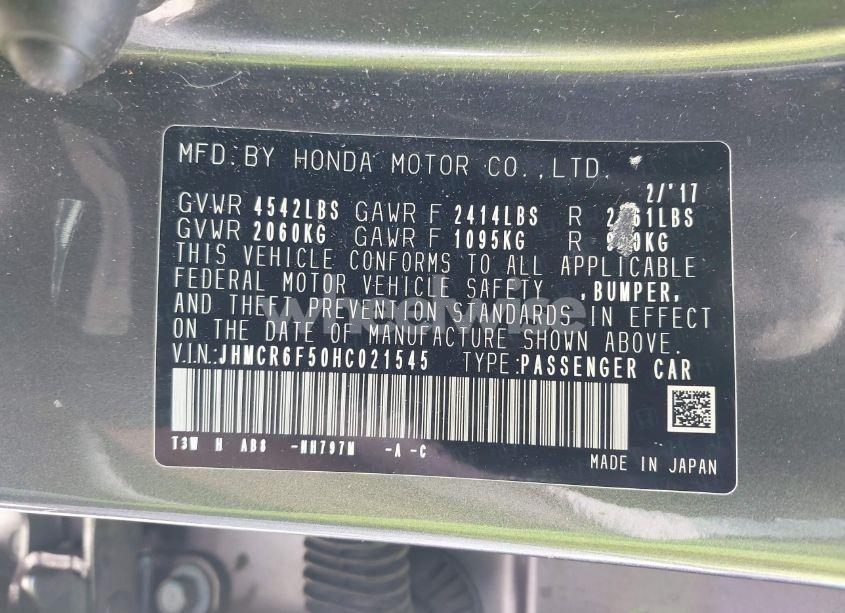 MFD. BY HONDA MOTOR CO., LTD.
2/'17
GVWR 4542LBS GAWR F 2414LBS R
GVWR 2060KG GAWR F 1095KG R
THIS VEHICLE CONFORMS TO ALL APPLICABLE
FEDERAL MOTOR VEHICLE SAFETY ,BUMPER,
AND THEFT PREVENTION STANDARDS IN EFFECT
ON THE DATE OF MANUFACTURE SHOWN ABOVE.
V.I.N.:JHMCR6F50HC021545 TYPE:PASSENGER CAR
T3W H AB8 -NH797M -A -C
MADE IN JAPAN
wheelwise